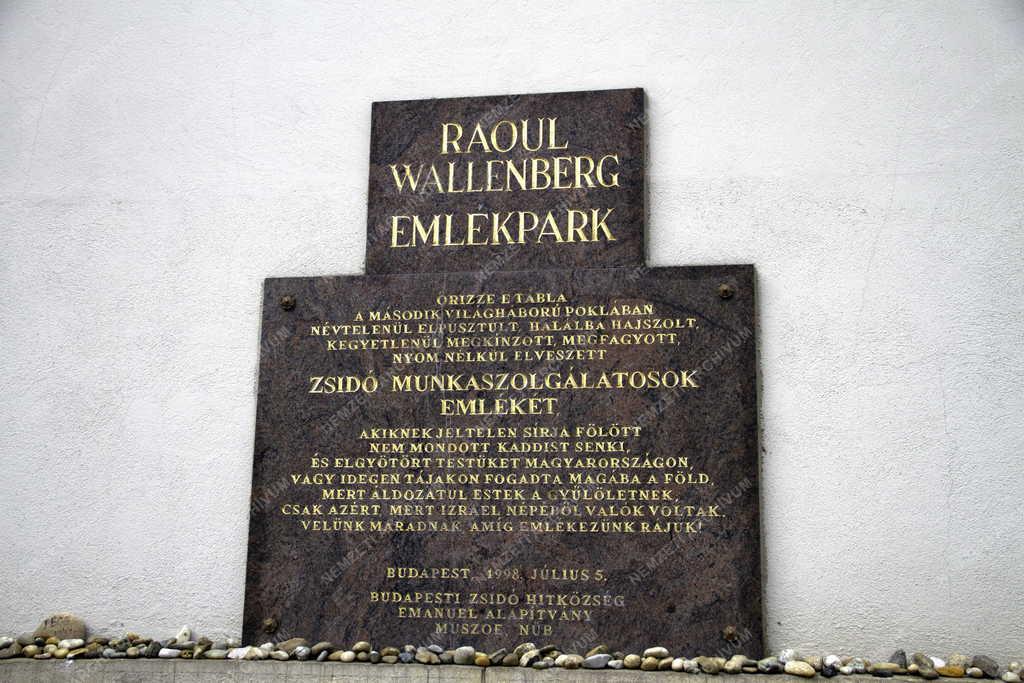 RAOUL
WALLENBERG
EMLÉKPARK
ŐRIZZE E TÁBLA
A MÁSODIK VILÁGHÁBORÚ POKLÁBAN
NÉVTELENÜL ELPUSZTULT, HALÁLBA HAJSZOLT,
KEGYETLENÜL MEGKÍNZOTT, MEGFAGYOTT,
NYOM NÉLKÜL ELVESZETT
ZSIDÓ MUNKASZOLGÁLATOSOK
EMLÉKÉT
AKIKNEK JELTELEN SÍRJA FÖLÖTT
NEM MONDOTT KADDIST SENKI,
ÉS ELGYÖTÖRT TESTÜKET MAGYARORSZÁGON,
VAGY IDEGEN TÁJAKON FOGADTA MAGÁBA A FÖLD,
MERT ÁLDOZATUL ESTEK A GYŰLÖLETNEK,
CSAK AZÉRT, MERT IZRAEL NÉPÉBŐL VALÓK VOLTAK.
VELÜNK MARADNAK, AMÍG EMLÉKEZÜNK RÁJUK!
BUDAPEST, 1998. JÚLIUS 5.
BUDAPESTI ZSIDÓ HITKÖZSÉG
EMANUEL ALAPÍTVÁNY
MUSZOE, NÜB